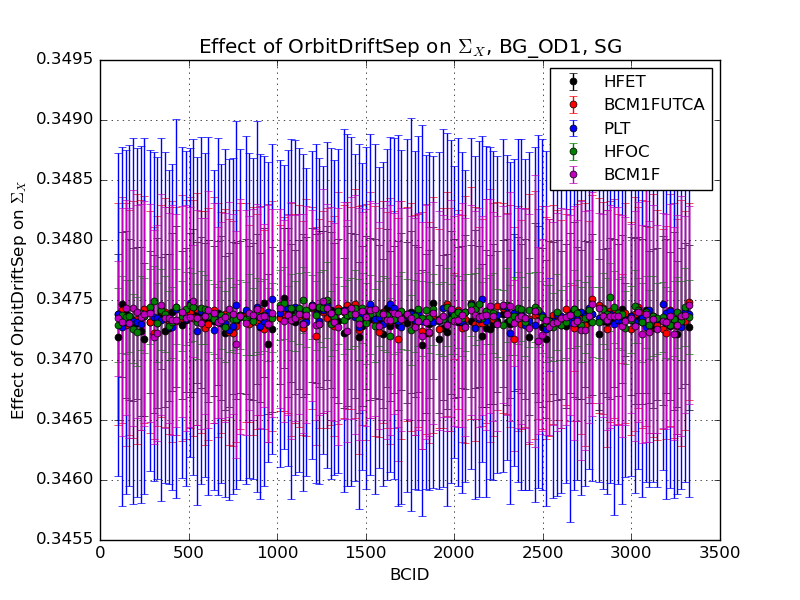 Effect of OrbitDriftSep on Σ_X, BG_OD1, SG
0.3495
0.3490
0.3485
0.3480
0.3475
0.3470
0.3465
0.3460
0.3455
Effect of OrbitDriftSep on Σ_X
HFET
BCM1FUTCA
PLT
HFOC
BCM1F
0 500 1000 1500 2000 2500 3000 3500
BCID